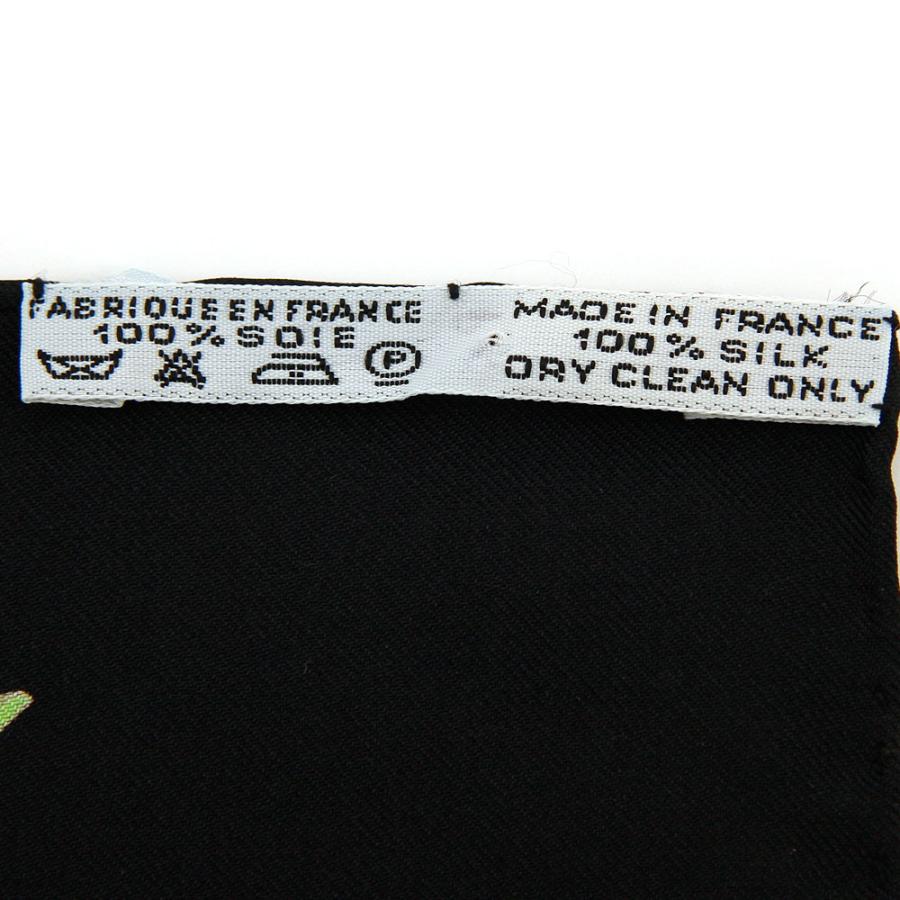 FABRIQUE EN FRANCE
100% SOIE
P
MADE IN FRANCE
100% SILK
DRY CLEAN ONLY